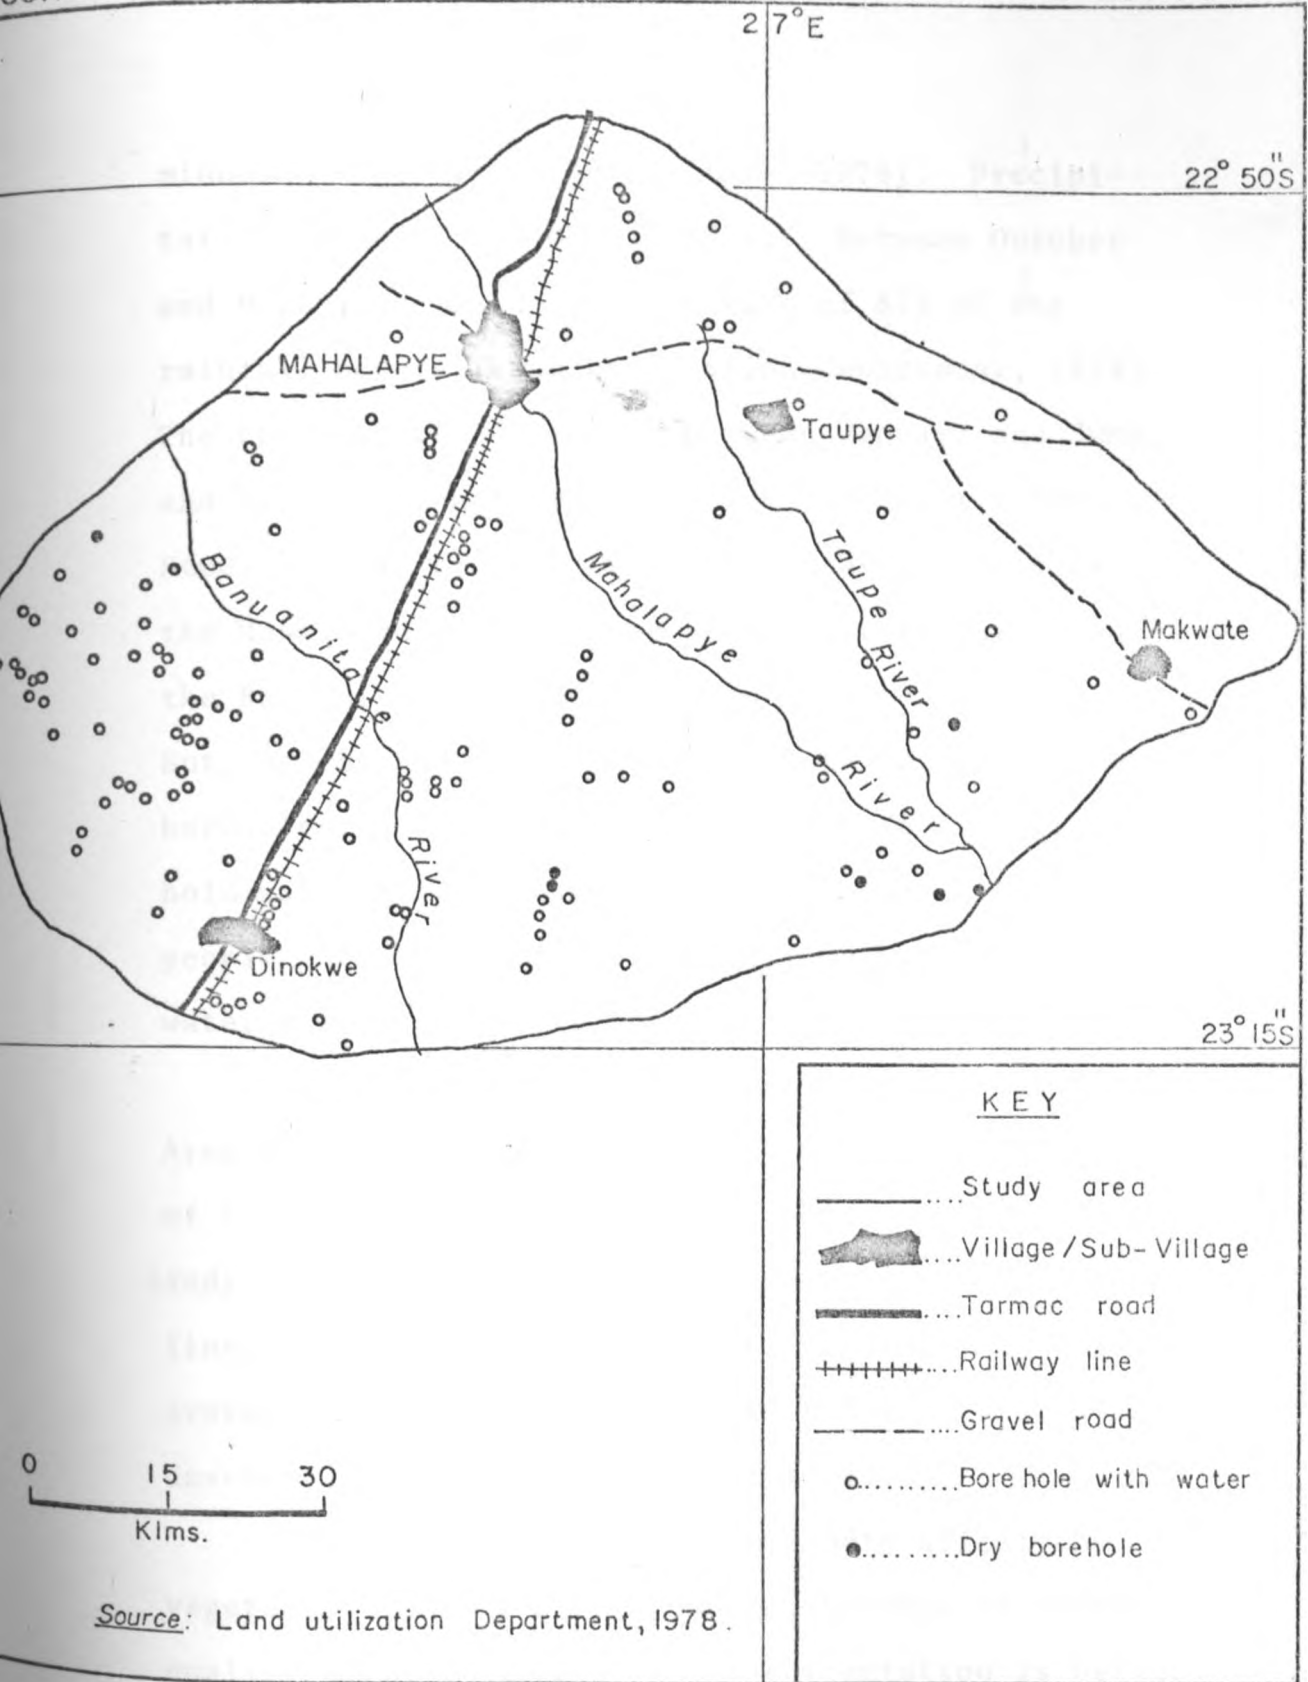 27°E
22° 50"S
MAHALAPYE
Taupye
Banuanitae River
Mahalapye River
Taupe River
Makwate
Dinokwe
23° 15"S
KEY
Study area
Village/Sub-Village
Tarmac road
Railway line
Gravel road
Bore hole with water
Dry borehole
0 15 30
Klms.
Source: Land utilization Department, 1978.